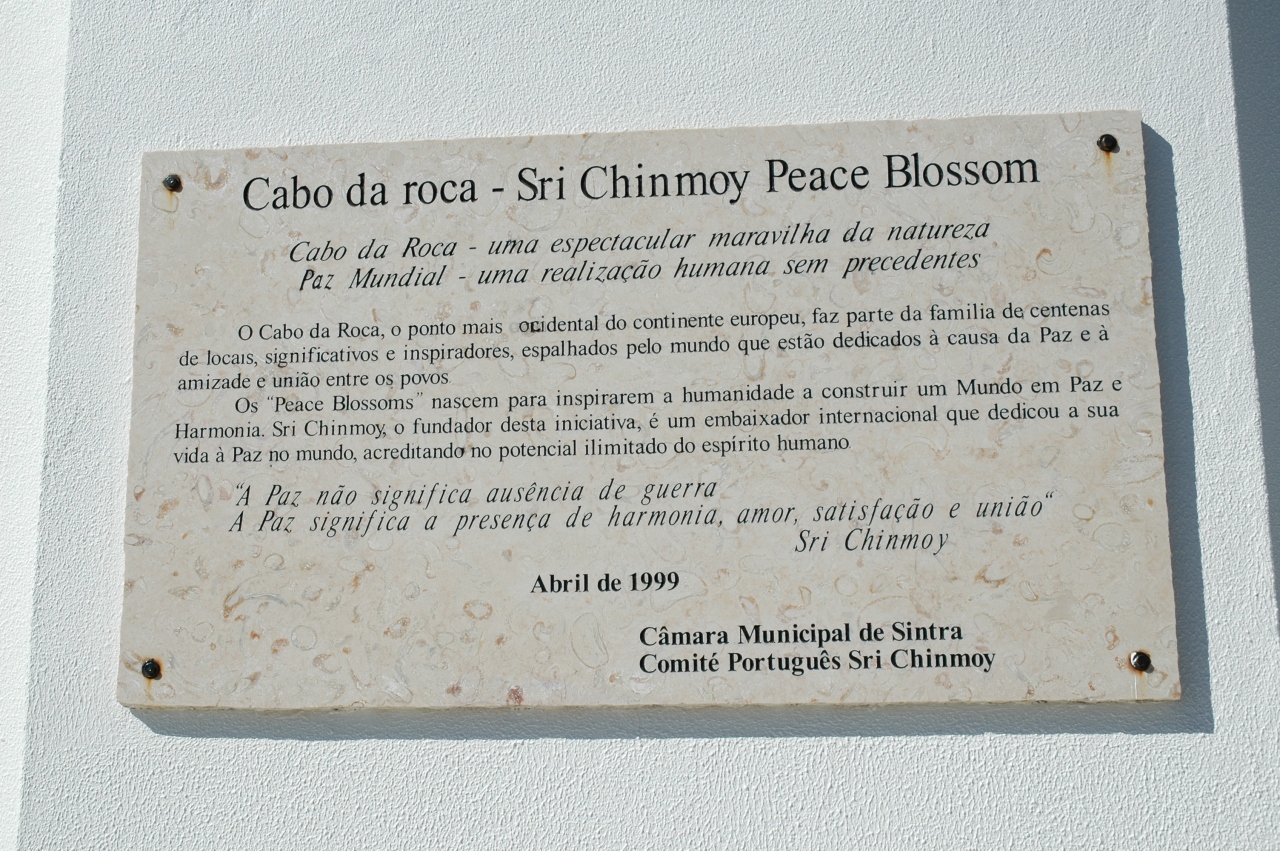 Cabo da roca - Sri Chinmoy Peace Blossom
Cabo da Roca - uma espectacular maravilha da natureza
Paz Mundial - uma realização humana sem precedentes
O Cabo da Roca, o ponto mais ocidental do continente europeu, faz parte da familia de centenas
de locais, significativos e inspiradores, espalhados pelo mundo que estão dedicados à causa da Paz e à
amizade e união entre os povos.
Os "Peace Blossoms" nascem para inspirarem a humanidade a construir um Mundo em Paz e
Harmonia. Sri Chinmoy, o fundador desta iniciativa, é um embaixador internacional que dedicou a sua
vida à Paz no mundo, acreditando no potencial ilimitado do espírito humano
"A Paz não significa ausência de guerra
A Paz significa a presença de harmonia, amor, satisfação e união"
Sri Chinmoy
Abril de 1999
Câmara Municipal de Sintra
Comité Português Sri Chinmoy